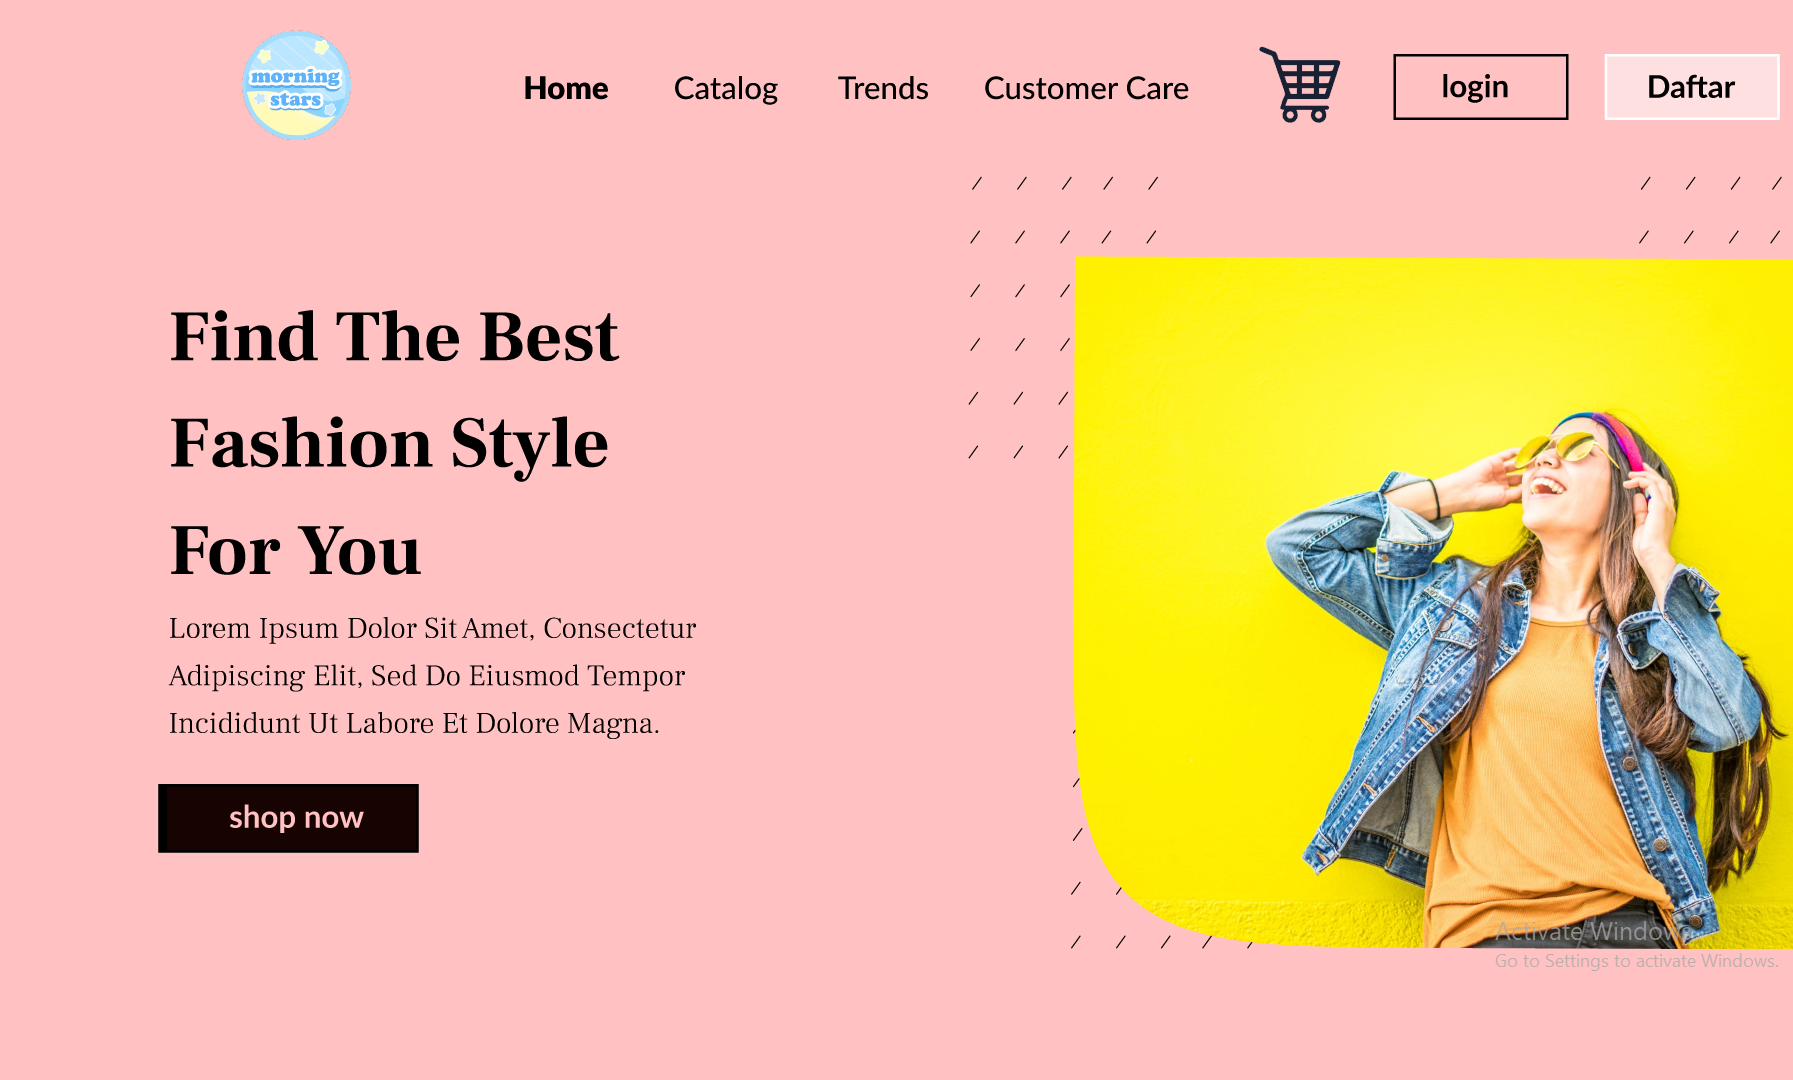 morning
stars
Home
Catalog
Trends
Customer Care
login
Daftar
Find The Best
Fashion Style
For You
Lorem Ipsum Dolor Sit Amet, Consectetur
Adipiscing Elit, Sed Do Eiusmod Tempor
Incididunt Ut Labore Et Dolore Magna.
shop now
Activate Windows
Go to Settings to activate Windows.